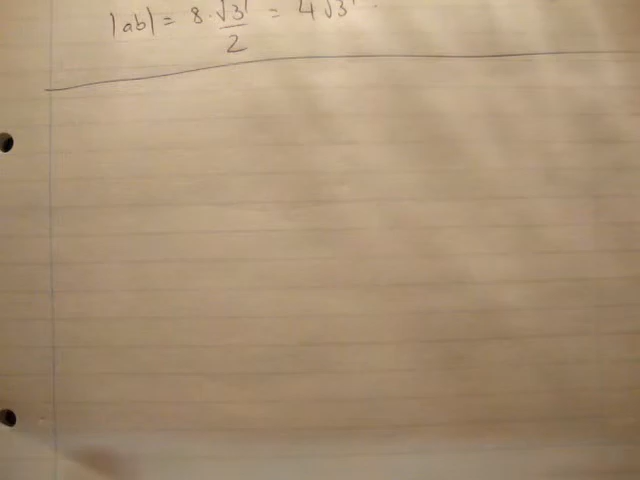 |ab| = 8·√3/2 = 4√3